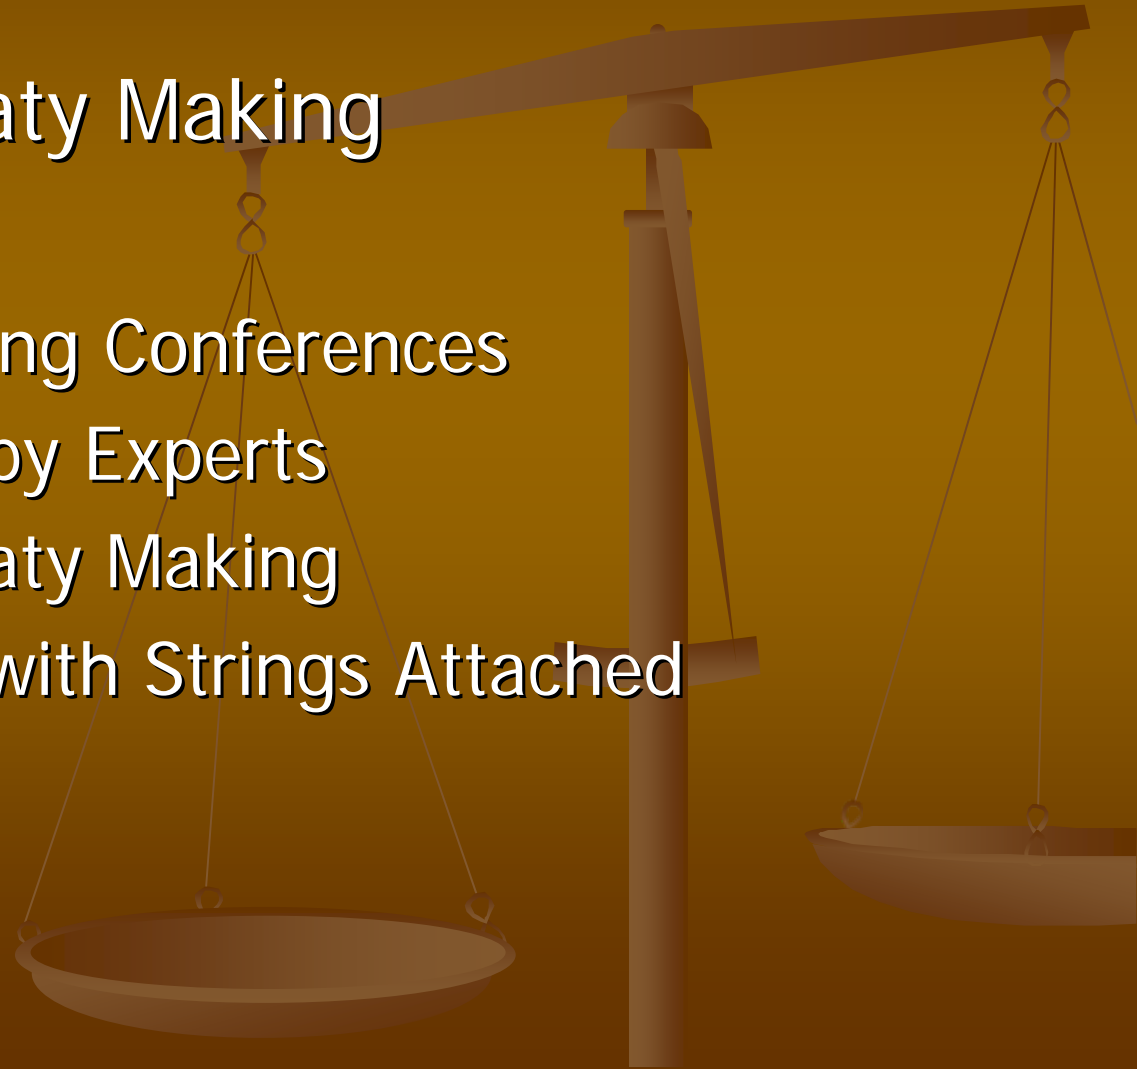 aty Making
ng Conferences
by Experts
aty Making
with Strings Attached